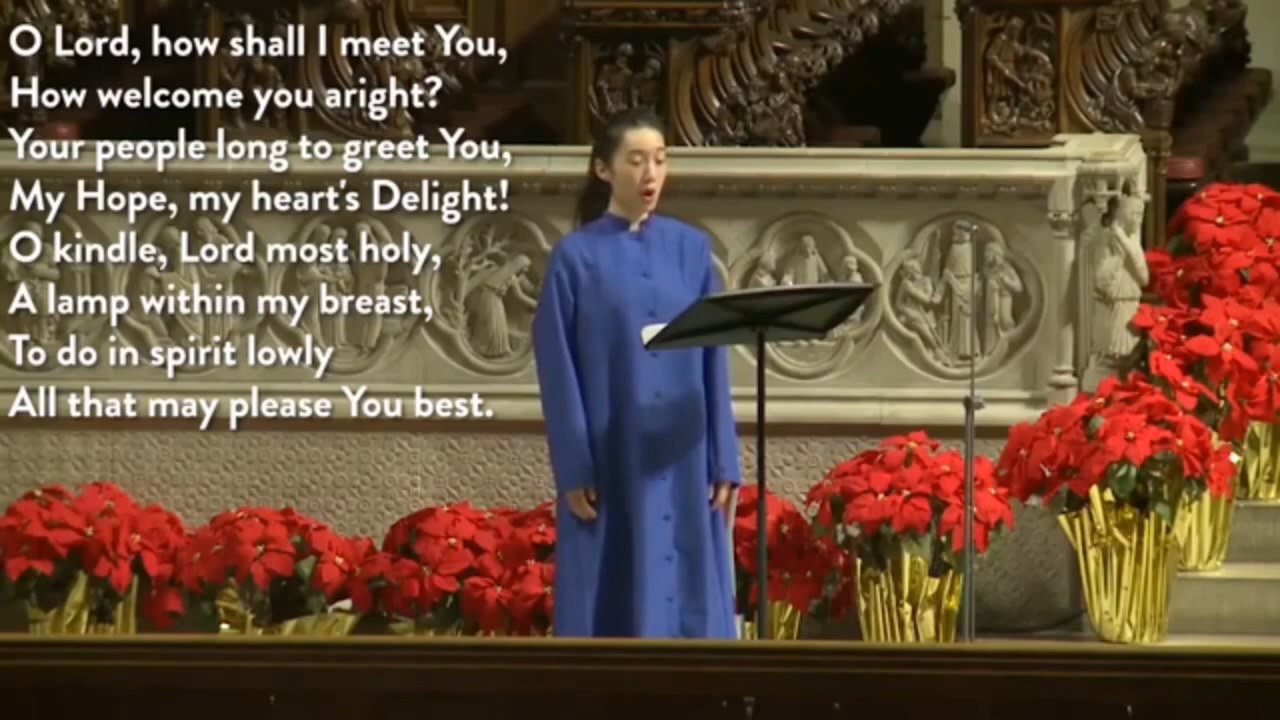 O Lord, how shall I meet You,
How welcome you aright?
Your people long to greet You,
My Hope, my heart's Delight!
O kindle, Lord most holy,
A lamp within my breast,
To do in spirit lowly
All that may please You best.